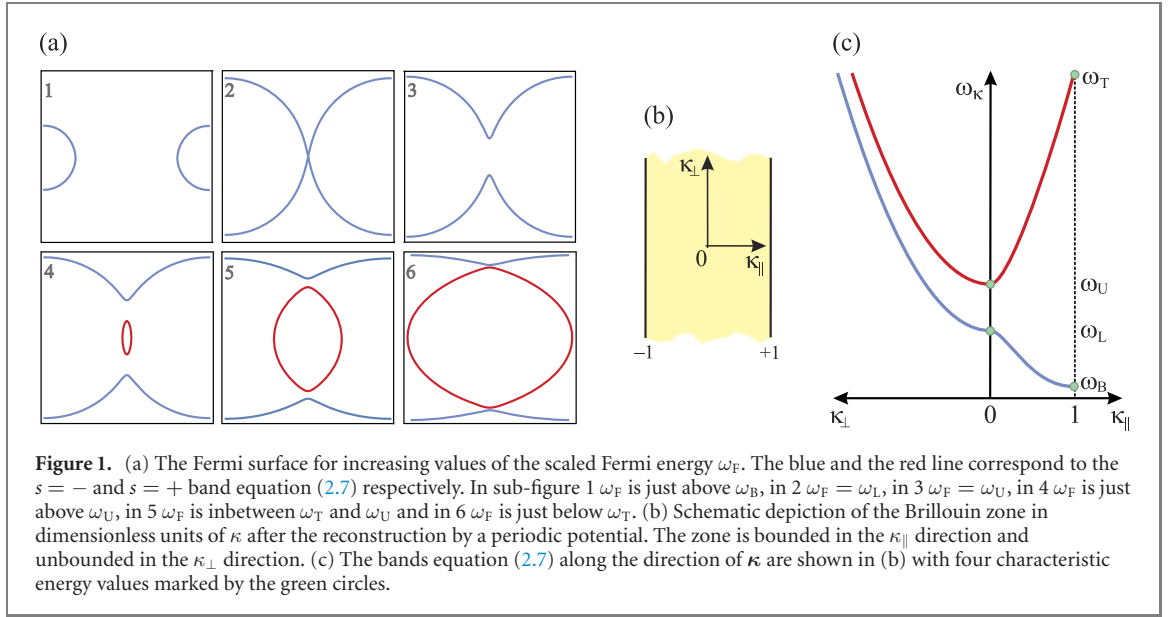 (a)
1
2
3
4
5
6
(b)
κ⊥
0
κ∥
−1
+1
(c)
ωκ
ωT
ωU
ωL
ωB
κ⊥
0
1
κ∥
Figure 1. (a) The Fermi surface for increasing values of the scaled Fermi energy ωF. The blue and the red line correspond to the
s = − and s = + band equation (2.7) respectively. In sub-figure 1 ωF is just above ωB, in 2 ωF = ωL, in 3 ωF = ωU, in 4 ωF is just
above ωU, in 5 ωF is inbetween ωT and ωU and in 6 ωF is just below ωT. (b) Schematic depiction of the Brillouin zone in
dimensionless units of κ after the reconstruction by a periodic potential. The zone is bounded in the κ∥ direction and
unbounded in the κ⊥ direction. (c) The bands equation (2.7) along the direction of κ are shown in (b) with four characteristic
energy values marked by the green circles.